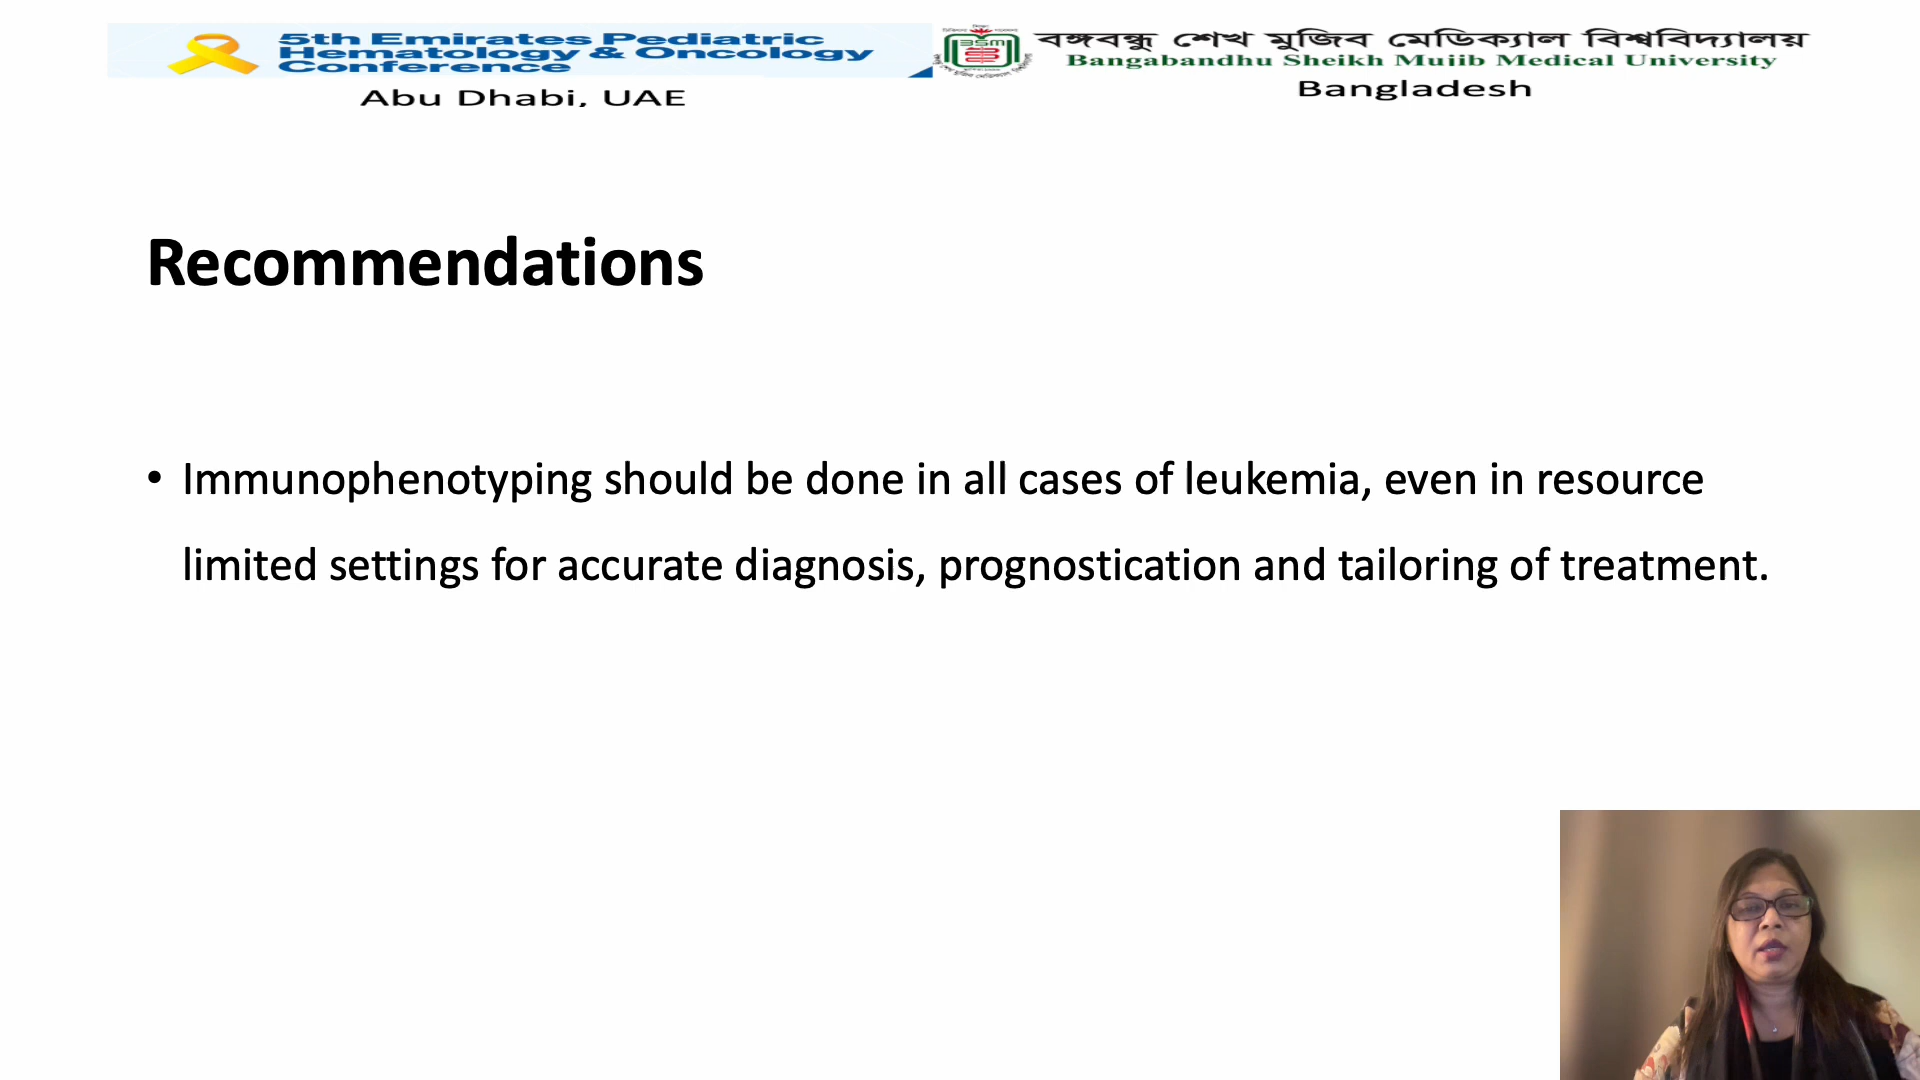 5th Emirates Pediatric
Hematology & Oncology
Conference
Abu Dhabi, UAE
বঙ্গবন্ধু শেখ মুজিব মেডিক্যাল বিশ্ববিদ্যালয়
Bangabandhu Sheikh Mujib Medical University
Bangladesh
Recommendations
• Immunophenotyping should be done in all cases of leukemia, even in resource
limited settings for accurate diagnosis, prognostication and tailoring of treatment.